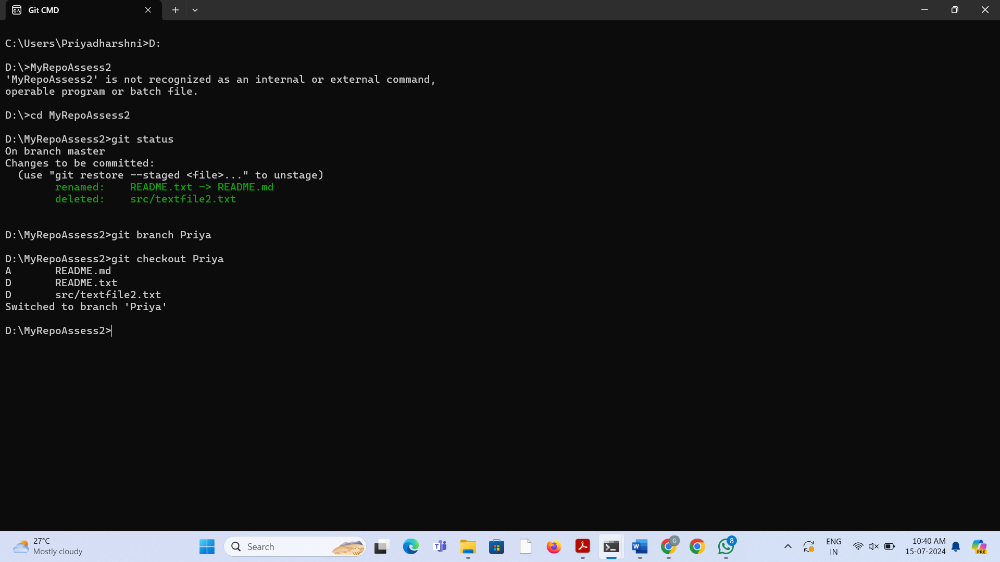 Git CMD
C:\Users\Priyadharshni>D:
D:\>MyRepoAssess2
'MyRepoAssess2' is not recognized as an internal or external command,
operable program or batch file.
D:\>cd MyRepoAssess2
D:\MyRepoAssess2>git status
On branch master
Changes to be committed:
  (use "git restore --staged <file>..." to unstage)
        renamed:    README.txt -> README.md
        deleted:    src/textfile2.txt
D:\MyRepoAssess2>git branch Priya
D:\MyRepoAssess2>git checkout Priya
A       README.md
D       README.txt
D       src/textfile2.txt
Switched to branch 'Priya'
D:\MyRepoAssess2>
27°C
Mostly cloudy
Search
G
8
ENG
IN
10:40 AM
15-07-2024
PRE